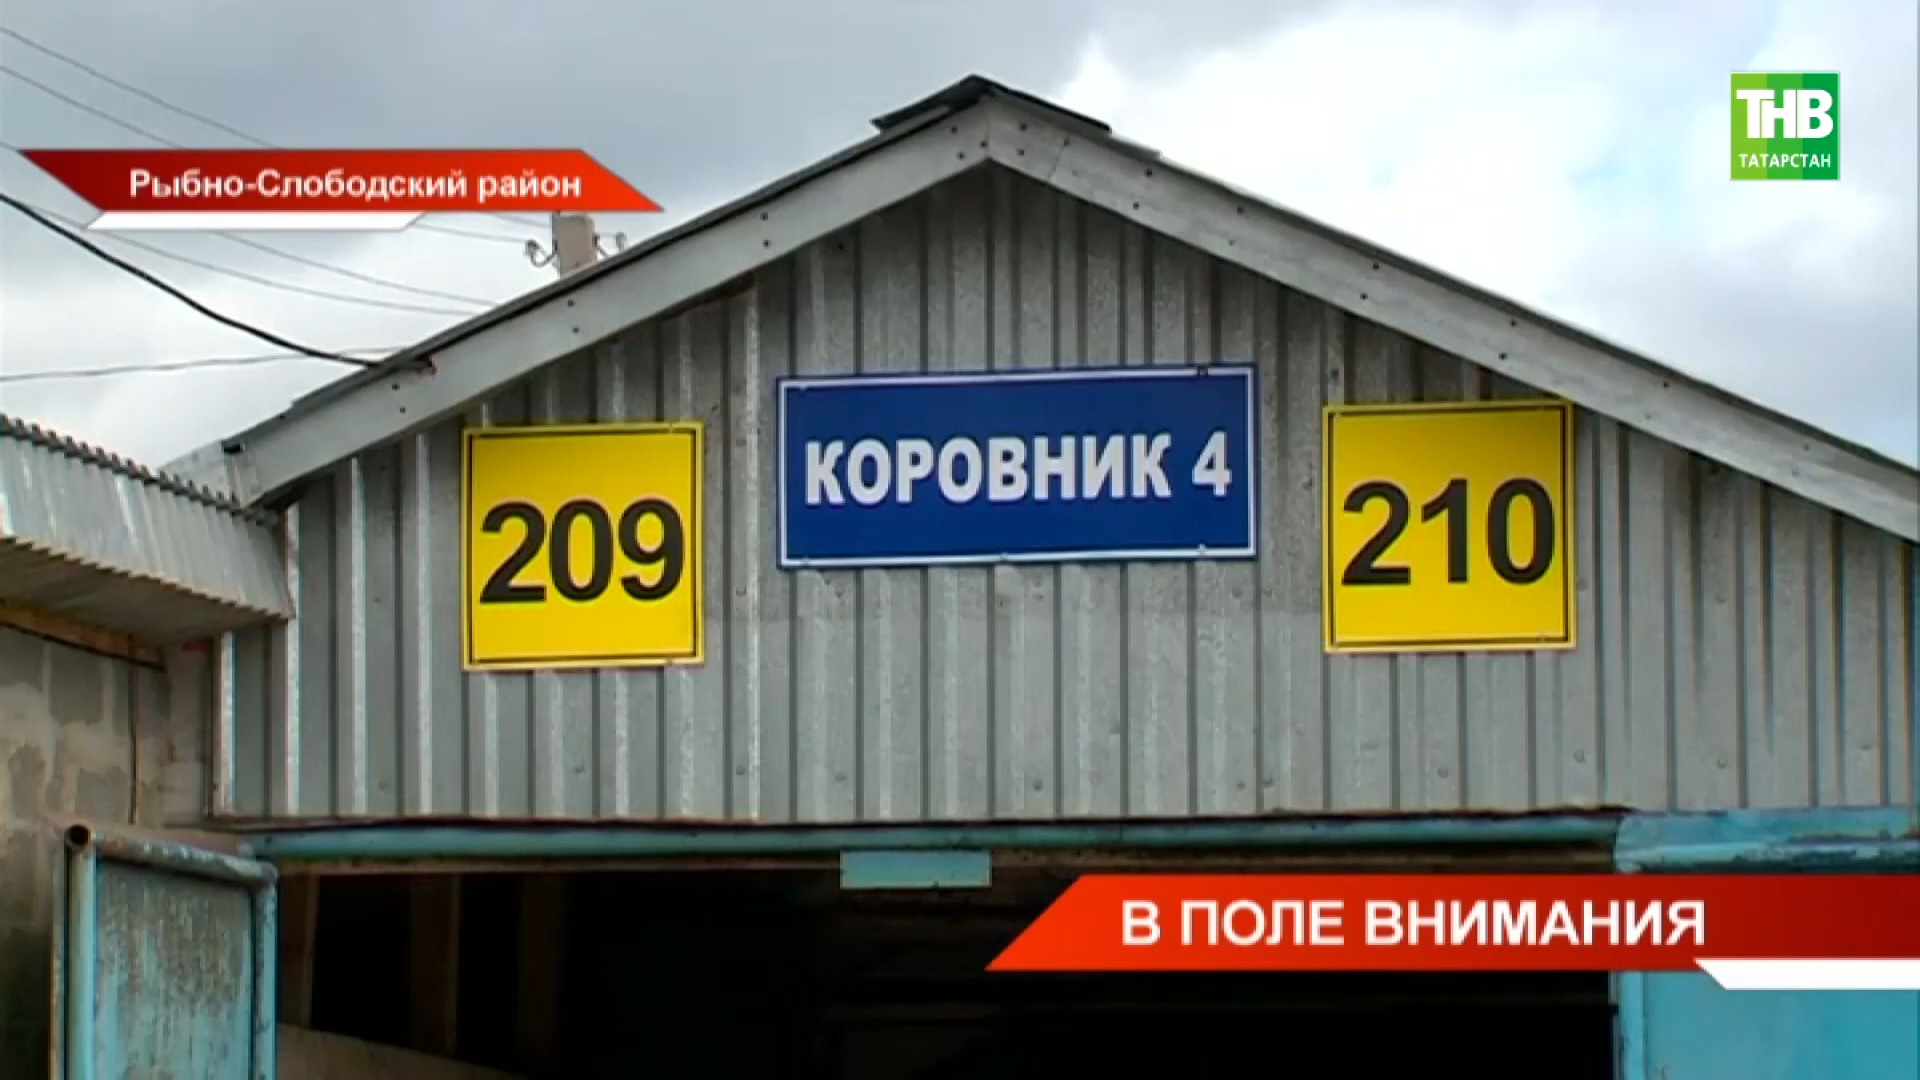 ТНВ
ТАТАРСТАН
Рыбно-Слободский район
КОРОВНИК 4
209
210
В ПОЛЕ ВНИМАНИЯ